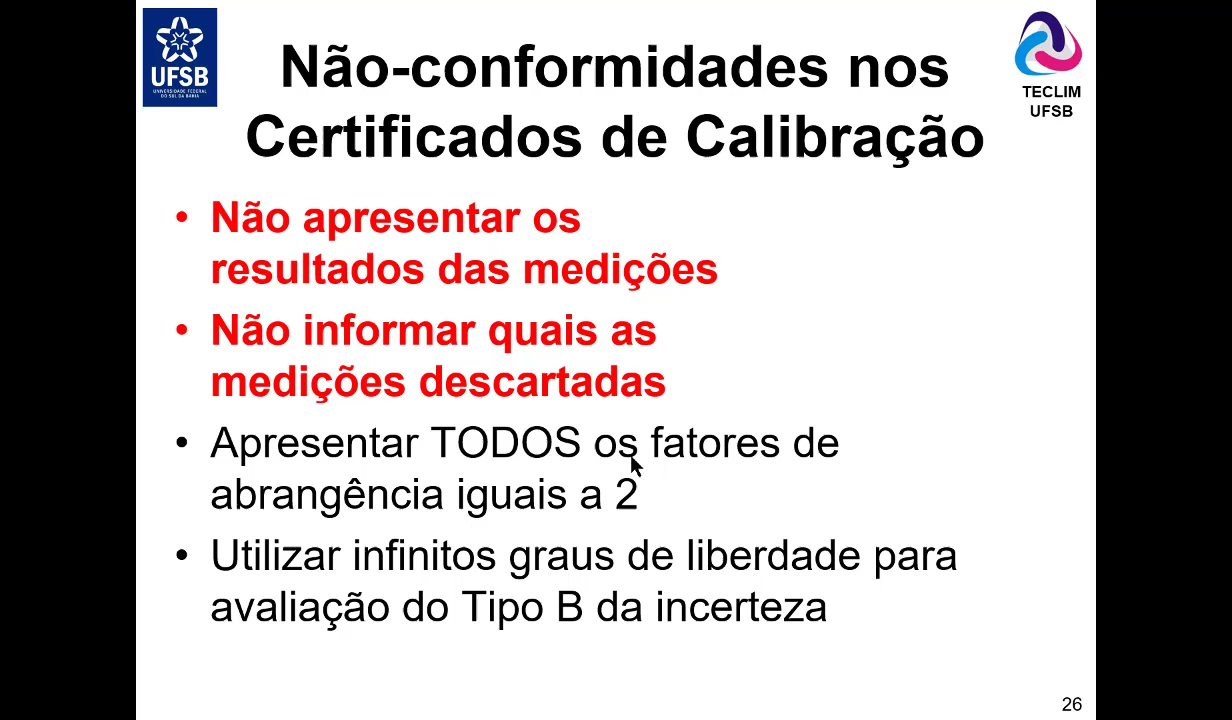 UFSB
UNIVERSIDADE FEDERAL
DO SUL DA BAHIA
Não-conformidades nos
Certificados de Calibração
TECLIM
UFSB
• Não apresentar os
resultados das medições
• Não informar quais as
medições descartadas
• Apresentar TODOS os fatores de
abrangência iguais a 2
• Utilizar infinitos graus de liberdade para
avaliação do Tipo B da incerteza
26